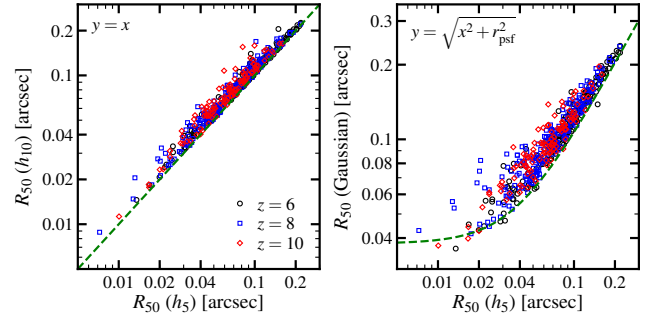 y = x
0.2
0.1
0.04
0.02
0.01
R₅₀ (h₁₀) [arcsec]
z = 6
z = 8
z = 10
0.01 0.02 0.04 0.1 0.2
R₅₀ (h₅) [arcsec]
y = √(x² + r²_psf)
0.3
0.2
0.1
0.08
0.06
0.04
R₅₀ (Gaussian) [arcsec]
0.01 0.02 0.04 0.1 0.2
R₅₀ (h₅) [arcsec]